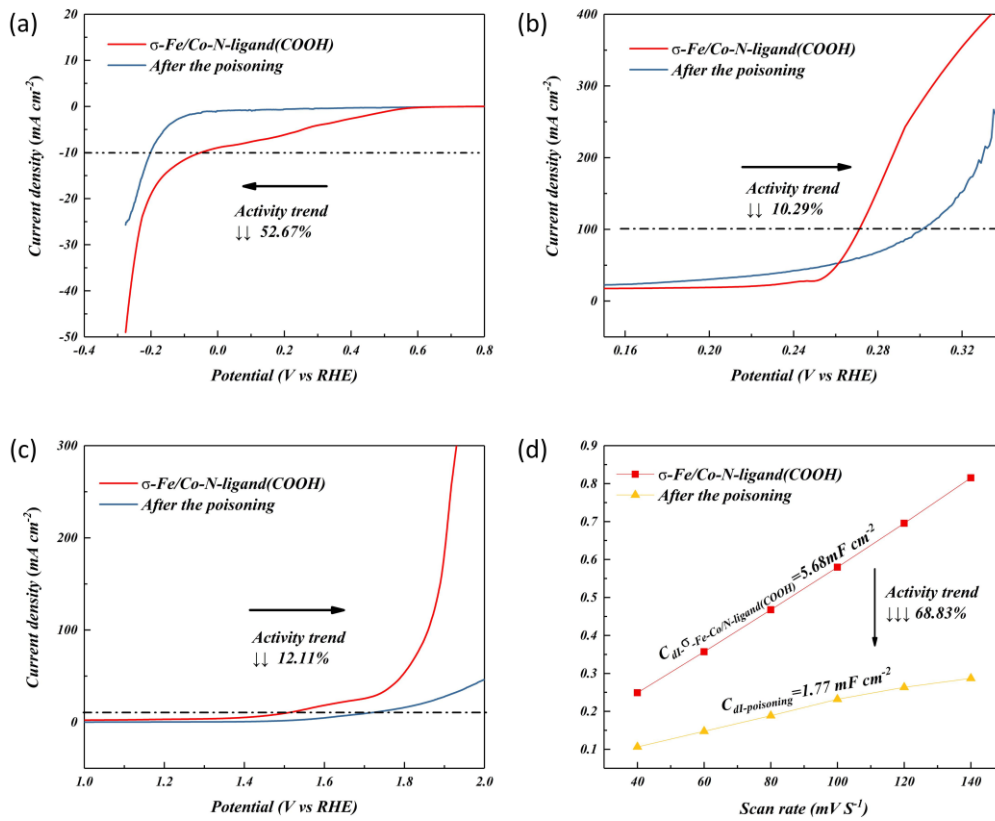 (a)
σ-Fe/Co-N-ligand(COOH)
After the poisoning
Activity trend
↓↓ 52.67%
Current density (mA cm-2)
20
10
0
-10
-20
-30
-40
-50
-0.4 -0.2 0.0 0.2 0.4 0.6 0.8
Potential (V vs RHE)
(b)
σ-Fe/Co-N-ligand(COOH)
After the poisoning
Activity trend
↓↓ 10.29%
Current density (mA cm-2)
400
300
200
100
0
0.16 0.20 0.24 0.28 0.32
Potential (V vs RHE)
(c)
σ-Fe/Co-N-ligand(COOH)
After the poisoning
Activity trend
↓↓ 12.11%
Current density (mA cm-2)
300
200
100
0
1.0 1.2 1.4 1.6 1.8 2.0
Potential (V vs RHE)
(d)
σ-Fe/Co-N-ligand(COOH)
After the poisoning
Cdl-σ-Fe-Co/N-ligand(COOH)=5.68mF cm-2
Activity trend
↓↓↓ 68.83%
Cdl-poisoning=1.77 mF cm-2
0.9
0.8
0.7
0.6
0.5
0.4
0.3
0.2
0.1
40 60 80 100 120 140
Scan rate (mV S-1)